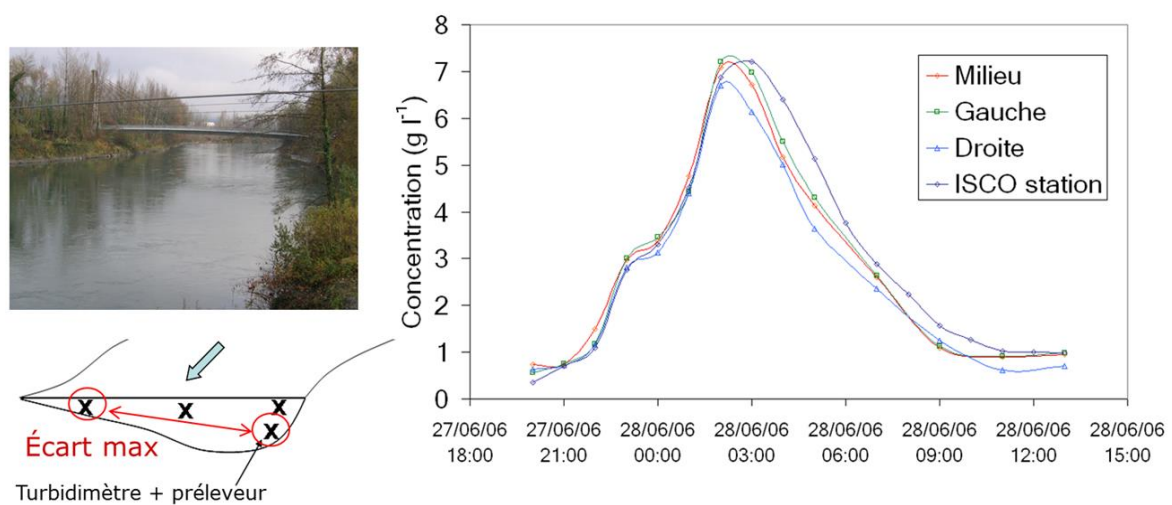 8
7
6
5
4
3
2
1
0
Concentration (g l⁻¹)
Milieu
Gauche
Droite
ISCO station
27/06/06 27/06/06 28/06/06 28/06/06 28/06/06 28/06/06 28/06/06 28/06/06
18:00 21:00 00:00 03:00 06:00 09:00 12:00 15:00
X X X
X
Écart max
Turbidimètre + préleveur